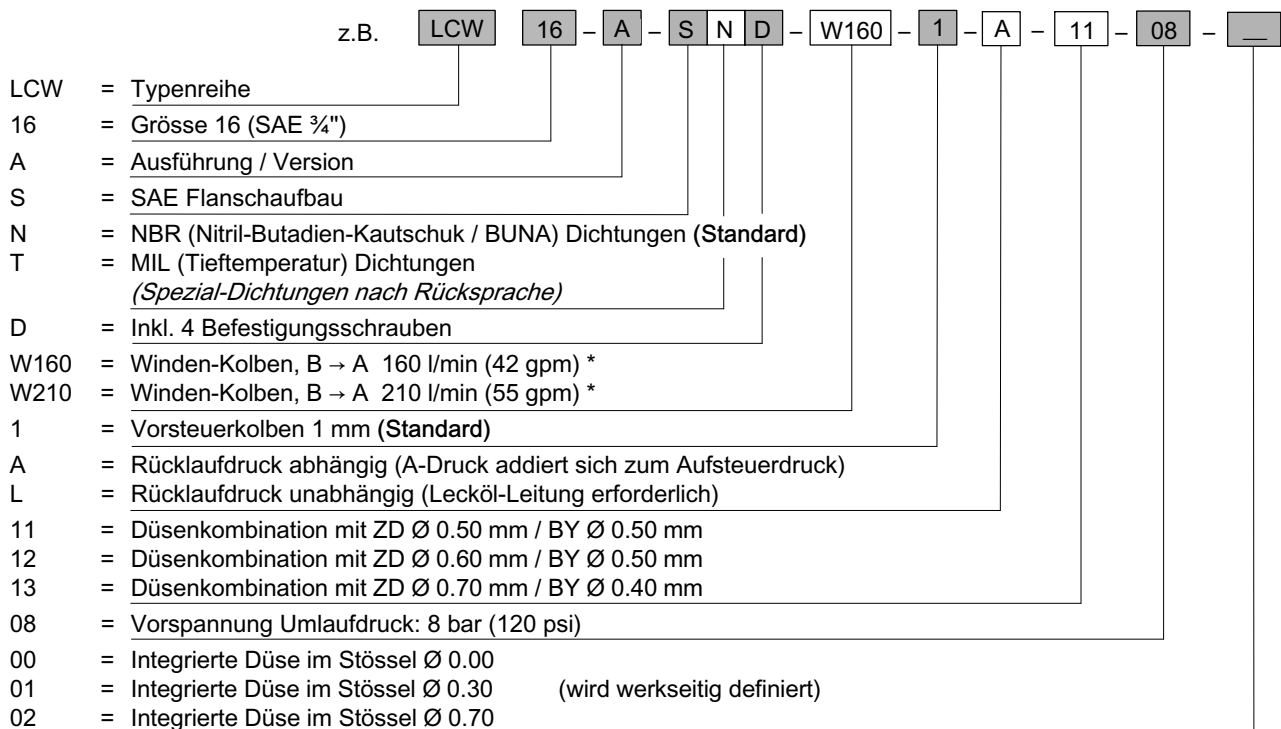 z.B. LCW 16 – A – S N D – W160 – 1 – A – 11 – 08 – __
LCW = Typenreihe
16 = Grösse 16 (SAE ¾")
A = Ausführung / Version
S = SAE Flanschaufbau
N = NBR (Nitril-Butadien-Kautschuk / BUNA) Dichtungen (Standard)
T = MIL (Tieftemperatur) Dichtungen
(Spezial-Dichtungen nach Rücksprache)
D = Inkl. 4 Befestigungsschrauben
W160 = Winden-Kolben, B → A 160 l/min (42 gpm) *
W210 = Winden-Kolben, B → A 210 l/min (55 gpm) *
1 = Vorsteuerkolben 1 mm (Standard)
A = Rücklaufdruck abhängig (A-Druck addiert sich zum Aufsteuerdruck)
L = Rücklaufdruck unabhängig (Lecköl-Leitung erforderlich)
11 = Düsenkombination mit ZD Ø 0.50 mm / BY Ø 0.50 mm
12 = Düsenkombination mit ZD Ø 0.60 mm / BY Ø 0.50 mm
13 = Düsenkombination mit ZD Ø 0.70 mm / BY Ø 0.40 mm
08 = Vorspannung Umlaufdruck: 8 bar (120 psi)
00 = Integrierte Düse im Stössel Ø 0.00
01 = Integrierte Düse im Stössel Ø 0.30 (wird werkseitig definiert)
02 = Integrierte Düse im Stössel Ø 0.70